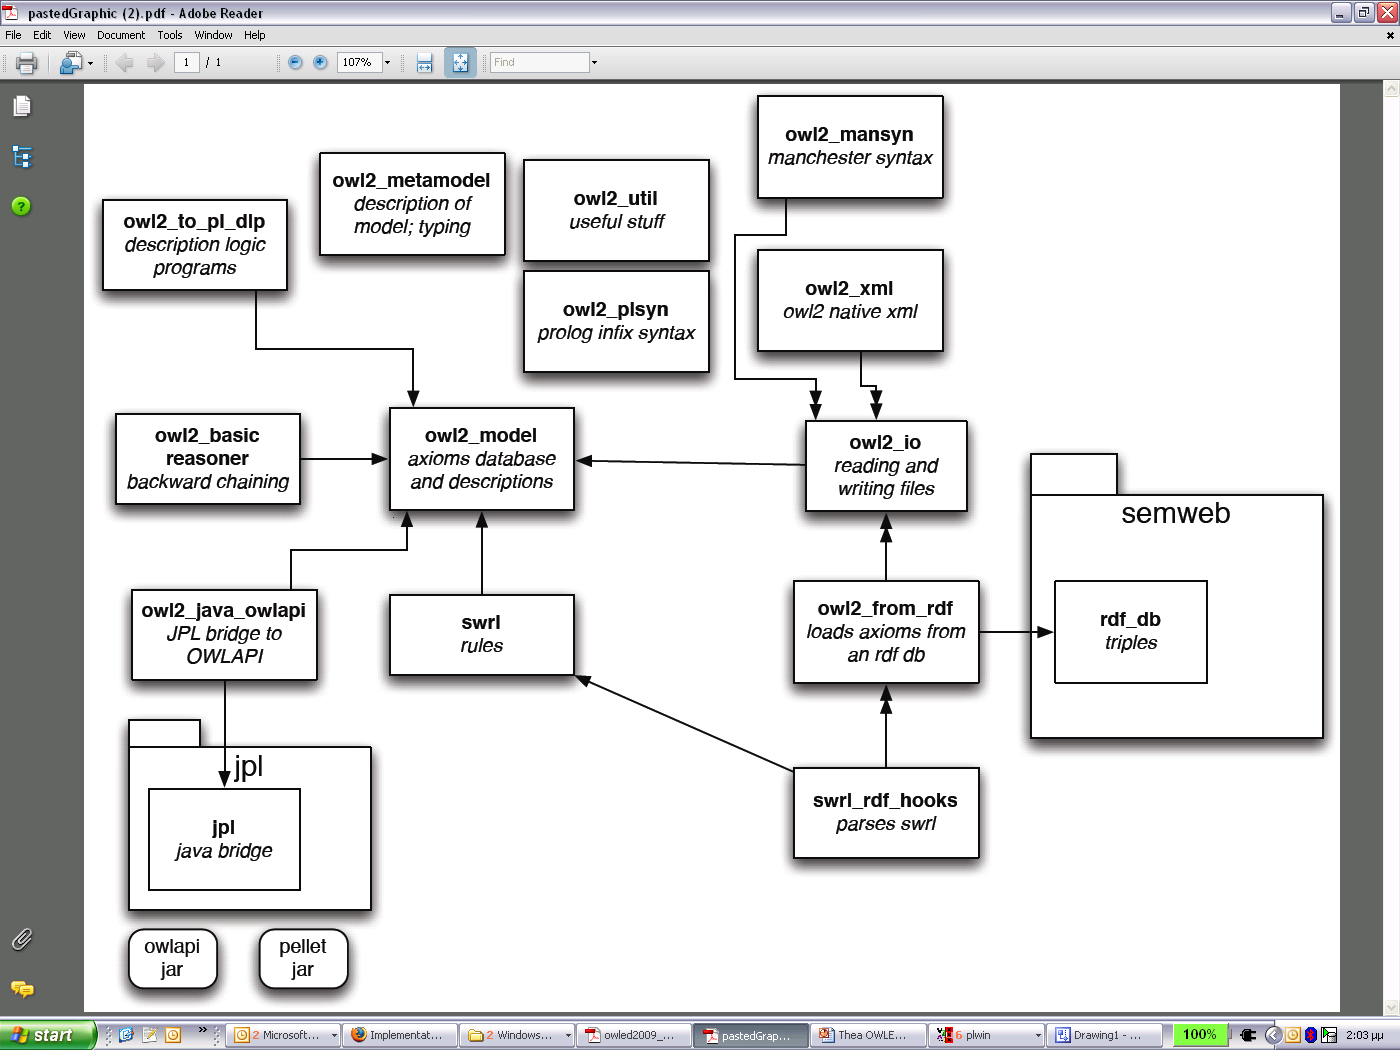 pastedGraphic (2).pdf - Adobe Reader
File Edit View Document Tools Window Help
1 / 1 107% Find
owl2_mansyn
manchester syntax
owl2_metamodel
description of
model; typing
owl2_util
useful stuff
owl2_to_pl_dlp
description logic
programs
owl2_xml
owl2 native xml
owl2_plsyn
prolog infix syntax
owl2_basic
reasoner
backward chaining
owl2_model
axioms database
and descriptions
owl2_io
reading and
writing files
semweb
owl2_java_owlapi
JPL bridge to
OWLAPI
swrl
rules
owl2_from_rdf
loads axioms from
an rdf db
rdf_db
triples
jpl
jpl
java bridge
swrl_rdf_hooks
parses swrl
owlapi
jar
pellet
jar
start » 2 Microsoft... Implementat... 2 Windows... owled2009_... pastedGrap... Thea OWLE... 6 plwin Drawing1 - ... 100% 2:03 μμ